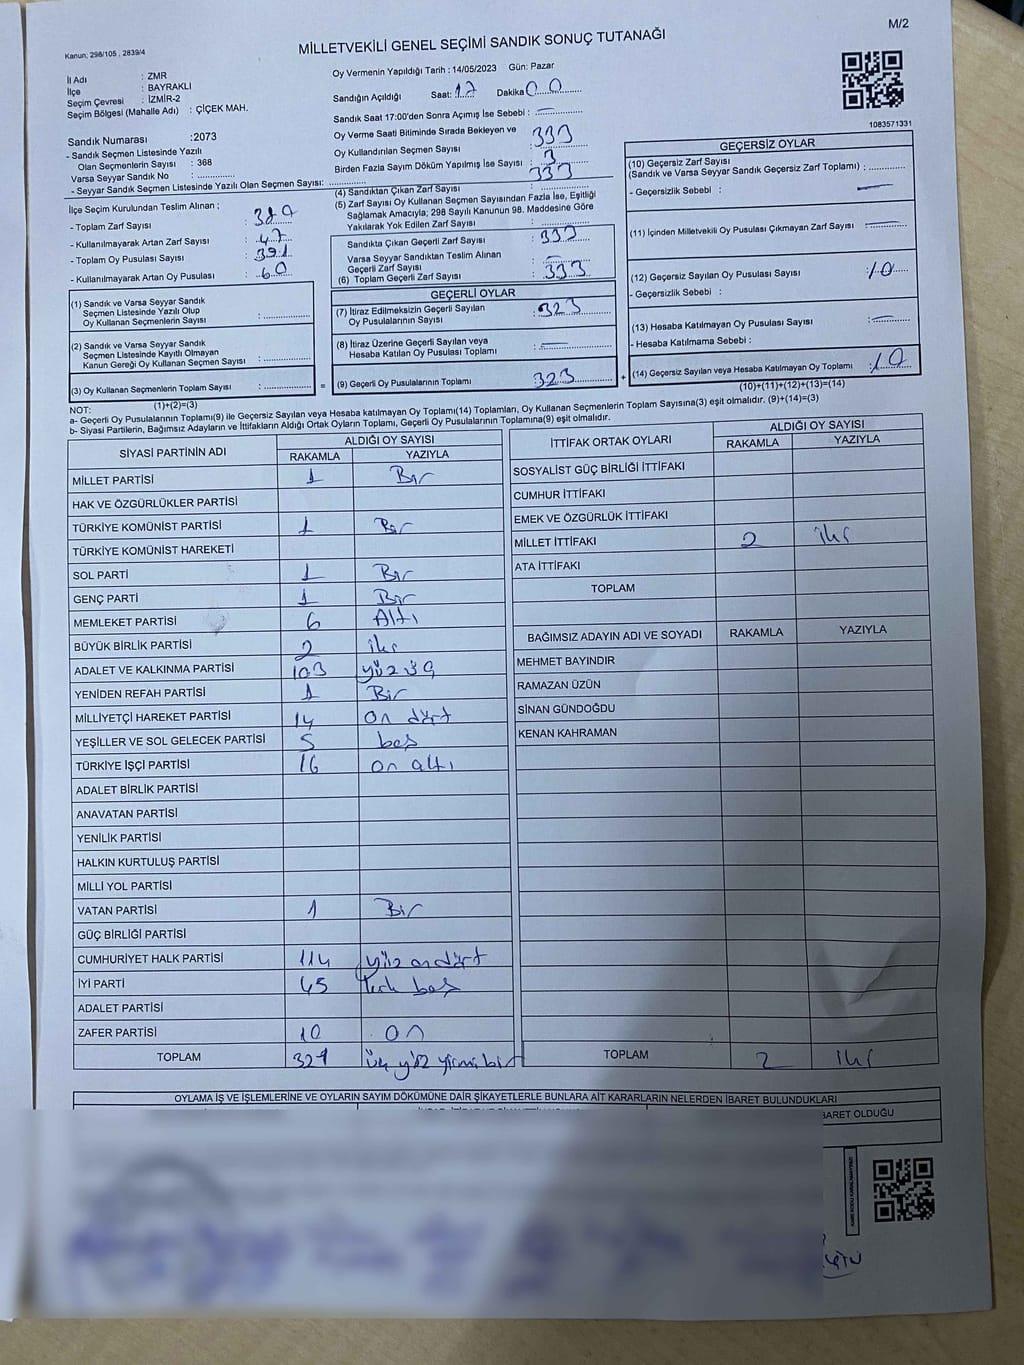 M/2
Kanun: 298/105 , 2839/4
MİLLETVEKİLİ GENEL SEÇİMİ SANDIK SONUÇ TUTANAĞI
İl Adı : ZMR
İlçe : BAYRAKLI
Seçim Çevresi : İZMİR-2
Seçim Bölgesi (Mahalle Adı) : ÇİÇEK MAH.
Oy Vermenin Yapıldığı Tarih : 14/05/2023 Gün: Pazar
Sandığın Açıldığı Saat: 17 Dakika 00
Sandık Saat 17:00'den Sonra Açımış İse Sebebi : —
1083571331
Sandık Numarası :2073
- Sandık Seçmen Listesinde Yazılı
Olan Seçmenlerin Sayısı : 368
Varsa Seyyar Sandık No :
- Seyyar Sandık Seçmen Listesinde Yazılı Olan Seçmen Sayısı:
Oy Verme Saati Bitiminde Sırada Bekleyen ve
Oy Kullandırılan Seçmen Sayısı : 333
Birden Fazla Sayım Döküm Yapılmış İse Sayısı : 3
(4) Sandıktan Çıkan Zarf Sayısı : 333
(5) Zarf Sayısı Oy Kullanan Seçmen Sayısından Fazla İse, Eşitliği
Sağlamak Amacıyla; 298 Sayılı Kanunun 98. Maddesine Göre
Yakılarak Yok Edilen Zarf Sayısı :
Sandıkta Çıkan Geçerli Zarf Sayısı : 333
Varsa Seyyar Sandıktan Teslim Alınan
Geçerli Zarf Sayısı : —
(6) Toplam Geçerli Zarf Sayısı : 333
İlçe Seçim Kurulundan Teslim Alınan ;
- Toplam Zarf Sayısı :
- Kullanılmayarak Artan Zarf Sayısı : 47
- Toplam Oy Pusulası Sayısı : 391
- Kullanılmayarak Artan Oy Pusulası : 60
(1) Sandık ve Varsa Seyyar Sandık
Seçmen Listesinde Yazılı Olup
Oy Kullanan Seçmenlerin Sayısı :
(2) Sandık ve Varsa Seyyar Sandık
Seçmen Listesinde Kayıtlı Olmayan
Kanun Gereği Oy Kullanan Seçmen Sayısı :
(3) Oy Kullanan Seçmenlerin Toplam Sayısı :
(1)+(2)=(3)
GEÇERLİ OYLAR
(7) İtiraz Edilmeksizin Geçerli Sayılan
Oy Pusulalarının Sayısı : 323
(8) İtiraz Üzerine Geçerli Sayılan veya
Hesaba Katılan Oy Pusulası Toplamı : —
= (9) Geçerli Oy Pusulalarının Toplamı 323
GEÇERSİZ OYLAR
(10) Geçersiz Zarf Sayısı
(Sandık ve Varsa Seyyar Sandık Geçersiz Zarf Toplamı) :
- Geçersizlik Sebebi : —
(11) İçinden Milletvekili Oy Pusulası Çıkmayan Zarf Sayısı : —
(12) Geçersiz Sayılan Oy Pusulası Sayısı : 10
- Geçersizlik Sebebi :
(13) Hesaba Katılmayan Oy Pusulası Sayısı : —
- Hesaba Katılmama Sebebi :
+ (14) Geçersiz Sayılan veya Hesaba Katılmayan Oy Toplamı : 10
(10)+(11)+(12)+(13)=(14)
NOT:
a- Geçerli Oy Pusulalarının Toplamı(9) ile Geçersiz Sayılan veya Hesaba katılmayan Oy Toplamı(14) Toplamları, Oy Kullanan Seçmenlerin Toplam Sayısına(3) eşit olmalıdır. (9)+(14)=(3)
b- Siyasi Partilerin, Bağımsız Adayların ve İttifakların Aldığı Ortak Oyların Toplamı, Geçerli Oy Pusulalarının Toplamına(9) eşit olmalıdır.
SİYASİ PARTİNİN ADI ALDIĞI OY SAYISI
RAKAMLA YAZIYLA
MİLLET PARTİSİ 1 Bir
HAK VE ÖZGÜRLÜKLER PARTİSİ
TÜRKİYE KOMÜNİST PARTİSİ 1 Bir
TÜRKİYE KOMÜNİST HAREKETİ
SOL PARTİ 1 Bir
GENÇ PARTİ 1 Bir
MEMLEKET PARTİSİ 6 Altı
BÜYÜK BİRLİK PARTİSİ 2 iki
ADALET VE KALKINMA PARTİSİ 103 yüz üç
YENİDEN REFAH PARTİSİ 1 Bir
MİLLİYETÇİ HAREKET PARTİSİ 14 on dört
YEŞİLLER VE SOL GELECEK PARTİSİ 5 beş
TÜRKİYE İŞÇİ PARTİSİ 16 on altı
ADALET BİRLİK PARTİSİ
ANAVATAN PARTİSİ
YENİLİK PARTİSİ
HALKIN KURTULUŞ PARTİSİ
MİLLİ YOL PARTİSİ
VATAN PARTİSİ 1 Bir
GÜÇ BİRLİĞİ PARTİSİ
CUMHURİYET HALK PARTİSİ 114 yüz on dört
İYİ PARTİ 45 kırk beş
ADALET PARTİSİ
ZAFER PARTİSİ 10 on
TOPLAM 321 üç yüz yirmi bir
İTTİFAK ORTAK OYLARI ALDIĞI OY SAYISI
RAKAMLA YAZIYLA
SOSYALİST GÜÇ BİRLİĞİ İTTİFAKI
CUMHUR İTTİFAKI
EMEK VE ÖZGÜRLÜK İTTİFAKI
MİLLET İTTİFAKI 2 iki
ATA İTTİFAKI
TOPLAM
BAĞIMSIZ ADAYIN ADI VE SOYADI RAKAMLA YAZIYLA
MEHMET BAYINDIR
RAMAZAN ÜZÜN
SİNAN GÜNDOĞDU
KENAN KAHRAMAN
TOPLAM 2 iki
OYLAMA İŞ VE İŞLEMLERİNE VE OYLARIN SAYIM DÖKÜMÜNE DAİR ŞİKAYETLERLE BUNLARA AİT KARARLARIN NELERDEN İBARET BULUNDUKLARI
BARET OLDUĞU